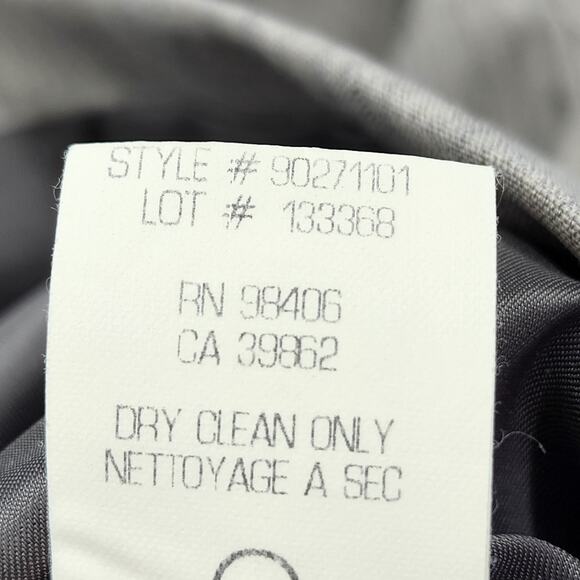 STYLE # 90271101
LOT # 133368
RN 98406
CA 39862
DRY CLEAN ONLY
NETTOYAGE A SEC